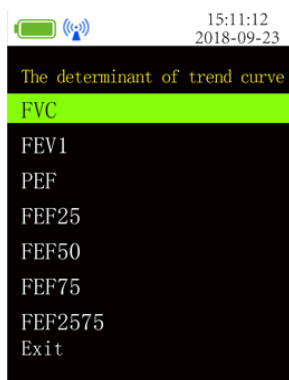 15:11:12
2018-09-23
The determinant of trend curve
FVC
FEV1
PEF
FEF25
FEF50
FEF75
FEF2575
Exit